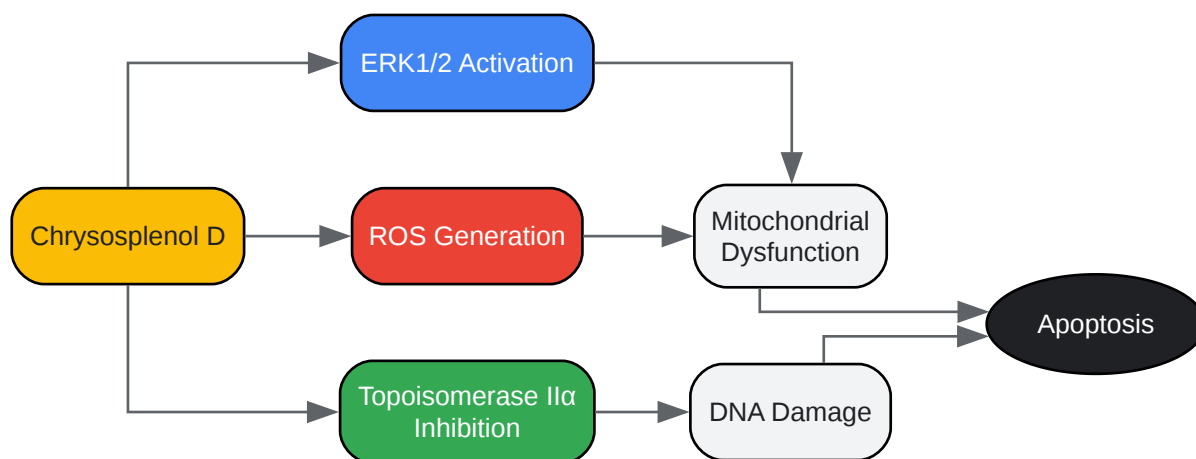 ERK1/2 Activation
Chrysosplenol D
ROS Generation
Mitochondrial
Dysfunction
Apoptosis
Topoisomerase IIα
Inhibition
DNA Damage